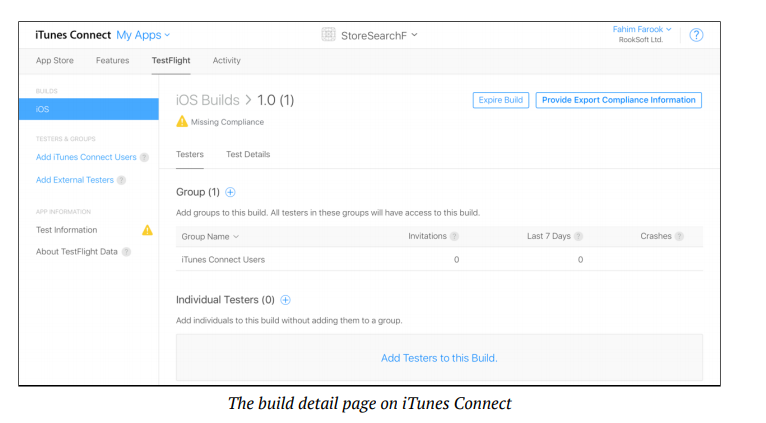 iTunes Connect My Apps StoreSearchF Fahim Farook
RookSoft Ltd. ?
App Store Features TestFlight Activity
BUILDS
iOS
TESTERS & GROUPS
Add iTunes Connect Users ?
Add External Testers ?
APP INFORMATION
Test Information
About TestFlight Data ?
iOS Builds > 1.0 (1) Expire Build Provide Export Compliance Information
Missing Compliance
Testers Test Details
Group (1)
Add groups to this build. All testers in these groups will have access to this build.
Group Name Invitations ? Last 7 Days ? Crashes ?
iTunes Connect Users 0 0
Individual Testers (0)
Add individuals to this build without adding them to a group.
Add Testers to this Build.
The build detail page on iTunes Connect